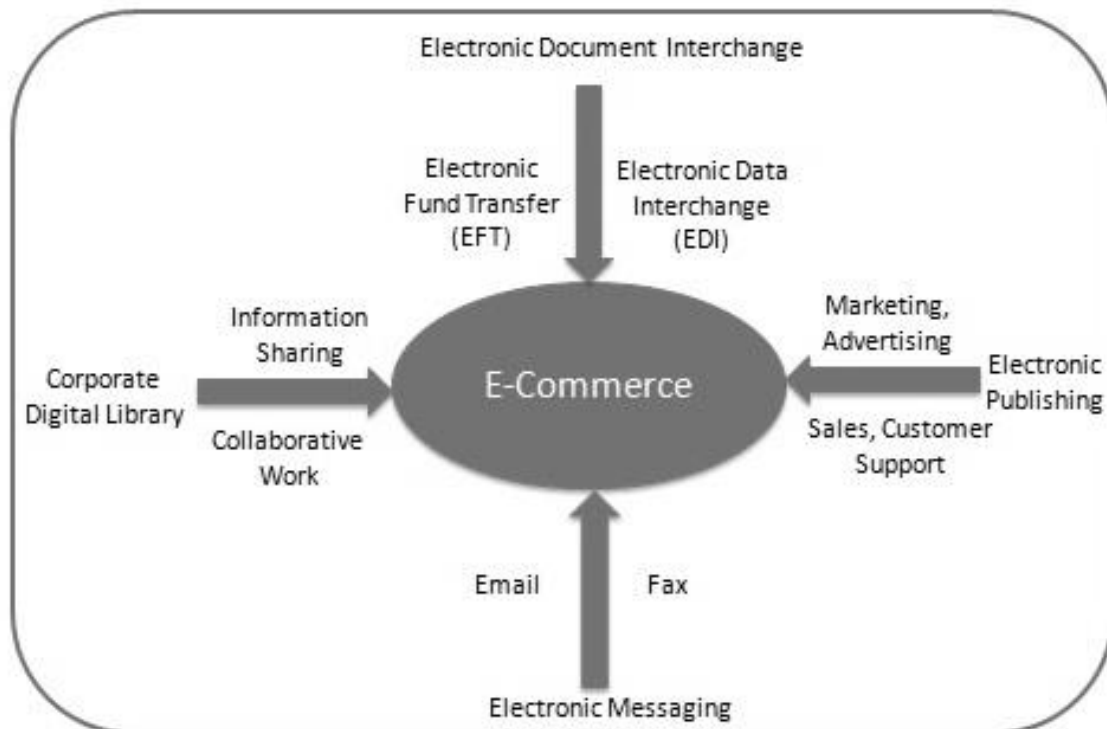 Electronic Document Interchange
Electronic
Fund Transfer
(EFT)
Electronic Data
Interchange
(EDI)
Information
Sharing
Corporate
Digital Library
Collaborative
Work
E-Commerce
Marketing,
Advertising
Electronic
Publishing
Sales, Customer
Support
Email
Fax
Electronic Messaging